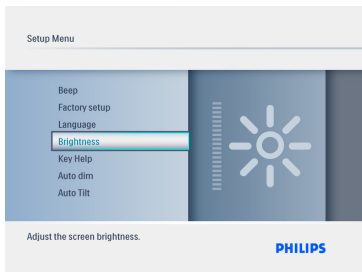 Setup Menu
Beep
Factory setup
Language
Brightness
Key Help
Auto dim
Auto Tilt
Adjust the screen brightness.
PHILIPS